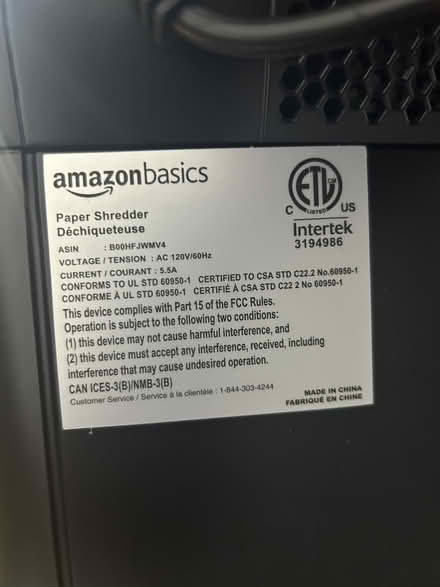 amazonbasics
Paper Shredder
Déchiqueteuse
ASIN : B00HFJWMV4
VOLTAGE / TENSION : AC 120V/60Hz
CURRENT / COURANT : 5.5A
CONFORMS TO UL STD 60950-1 CERTIFIED TO CSA STD C22.2 No.60950-1
CONFORME À UL STD 60950-1 CERTIFIÉ À CSA STD C22 2 No 60950-1
This device complies with Part 15 of the FCC Rules.
Operation is subject to the following two conditions:
(1) this device may not cause harmful interference, and
(2) this device must accept any interference, received, including
interference that may cause undesired operation.
CAN ICES-3(B)/NMB-3(B)
Customer Service / Service à la clientèle : 1-844-303-4244
ETL CM
LISTED
C US
Intertek
3194986
MADE IN CHINA
FABRIQUE EN CHINE